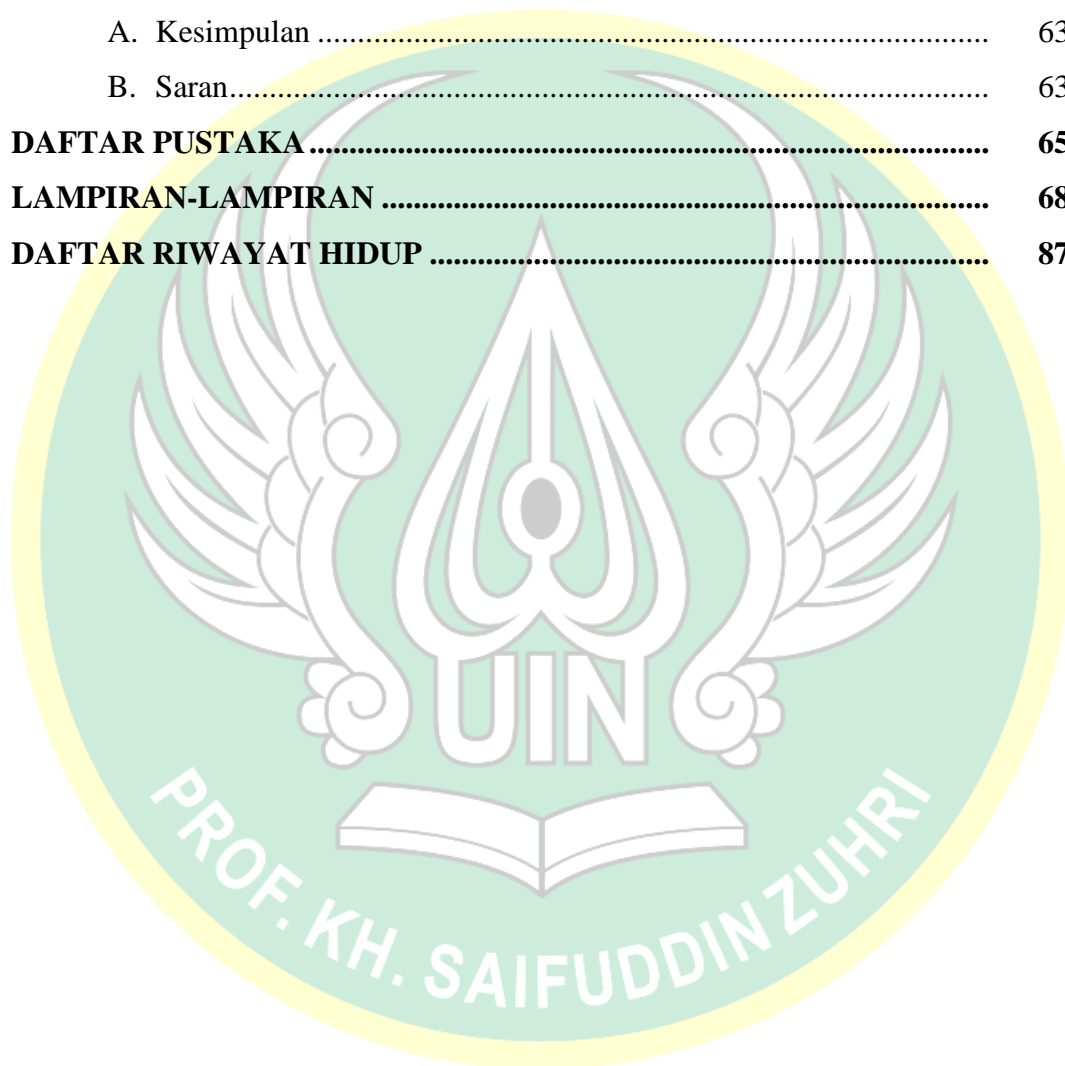 A. Kesimpulan ........................................................................................ 63
B. Saran.................................................................................................... 63
DAFTAR PUSTAKA......................................................................................... 65
LAMPIRAN-LAMPIRAN ................................................................................ 68
DAFTAR RIWAYAT HIDUP .......................................................................... 87
UIN
PROF. KH. SAIFUDDIN ZUHRI